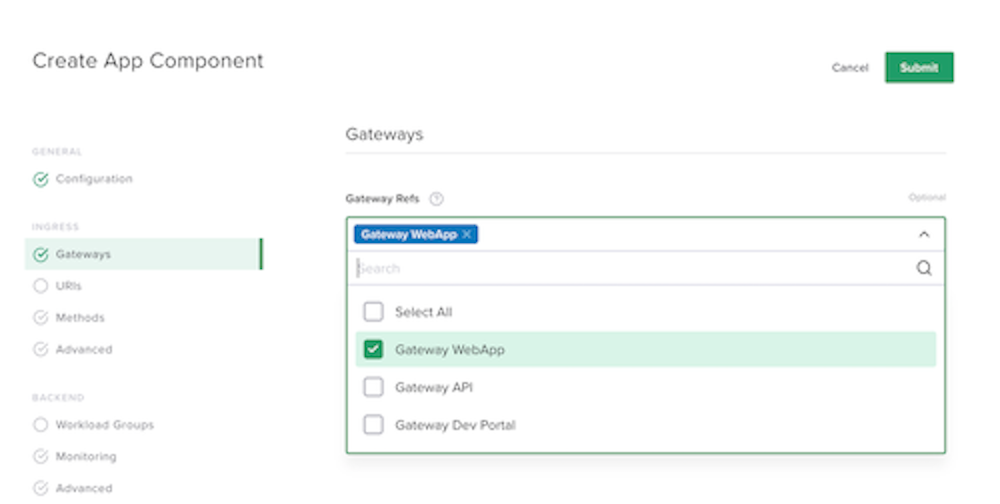 Create App Component
Cancel
Submit
GENERAL
Configuration
INGRESS
Gateways
URIs
Methods
Advanced
BACKEND
Workload Groups
Monitoring
Advanced
Gateways
Gateway Refs
Optional
Gateway WebApp
Search
Select All
Gateway WebApp
Gateway API
Gateway Dev Portal